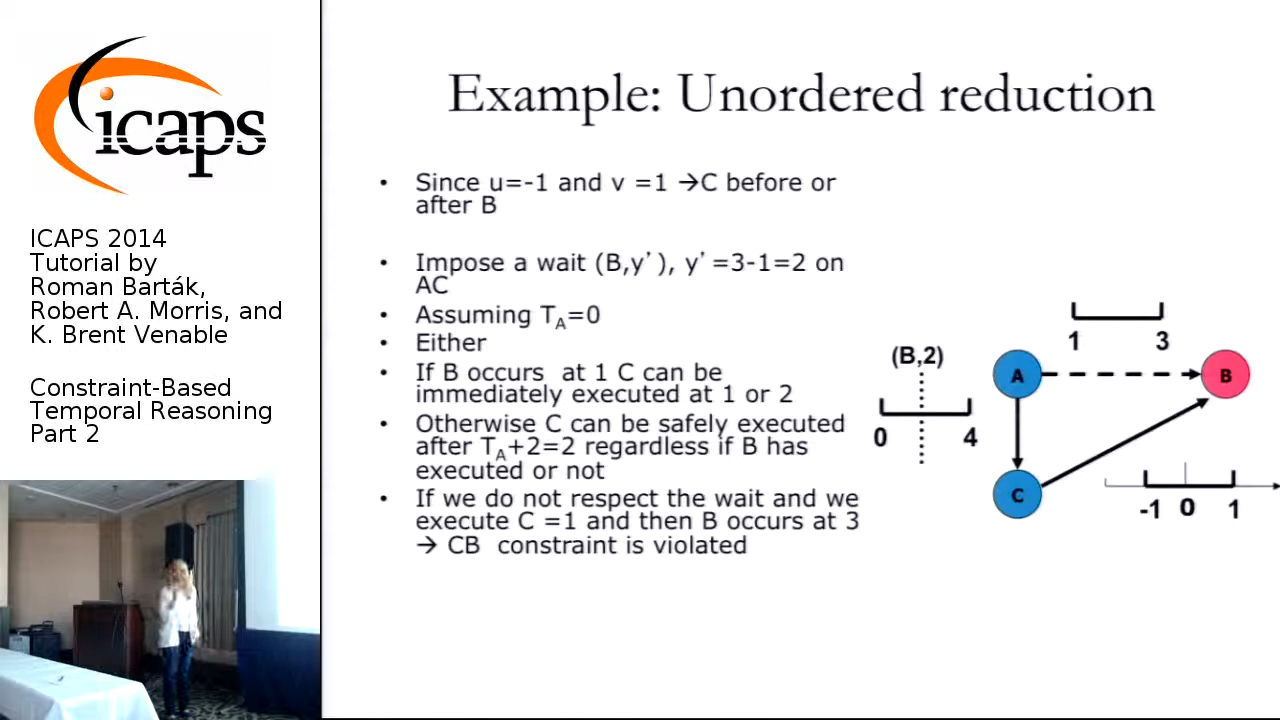 icaps
ICAPS 2014
Tutorial by
Roman Barták,
Robert A. Morris, and
K. Brent Venable
Constraint-Based
Temporal Reasoning
Part 2
Example: Unordered reduction
• Since u=-1 and v =1 →C before or
after B
• Impose a wait (B,y’ ), y’ =3-1=2 on
AC
• Assuming TA=0
• Either
• If B occurs at 1 C can be
immediately executed at 1 or 2
• Otherwise C can be safely executed
after TA+2=2 regardless if B has
executed or not
• If we do not respect the wait and we
execute C =1 and then B occurs at 3
→ CB constraint is violated
1 3
(B,2)
A B
0 4
C
-1 0 1